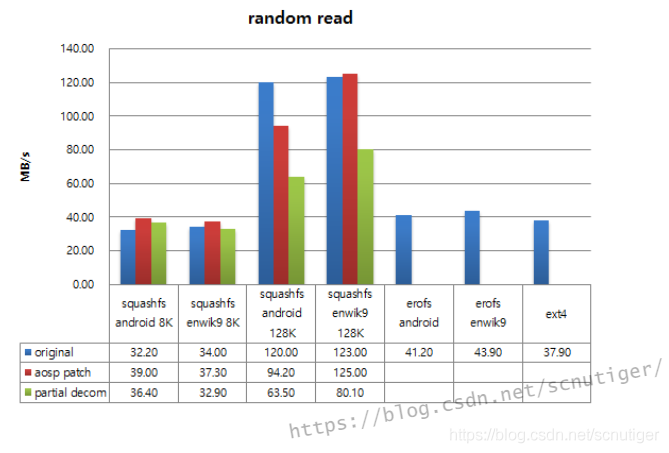 random read
MB/s
140.00
120.00
100.00
80.00
60.00
40.00
20.00
0.00
squashfs android 8K
squashfs enwik9 8K
squashfs android 128K
squashfs enwik9 128K
erofs android
erofs enwik9
ext4
original 32.20 34.00 120.00 123.00 41.20 43.90 37.90
aosp patch 39.00 37.30 94.20 125.00
partial decom 36.40 32.90 63.50 80.10
https://blog.csdn.net/scnutiger/
https://blog.csdn.net/scnutiger